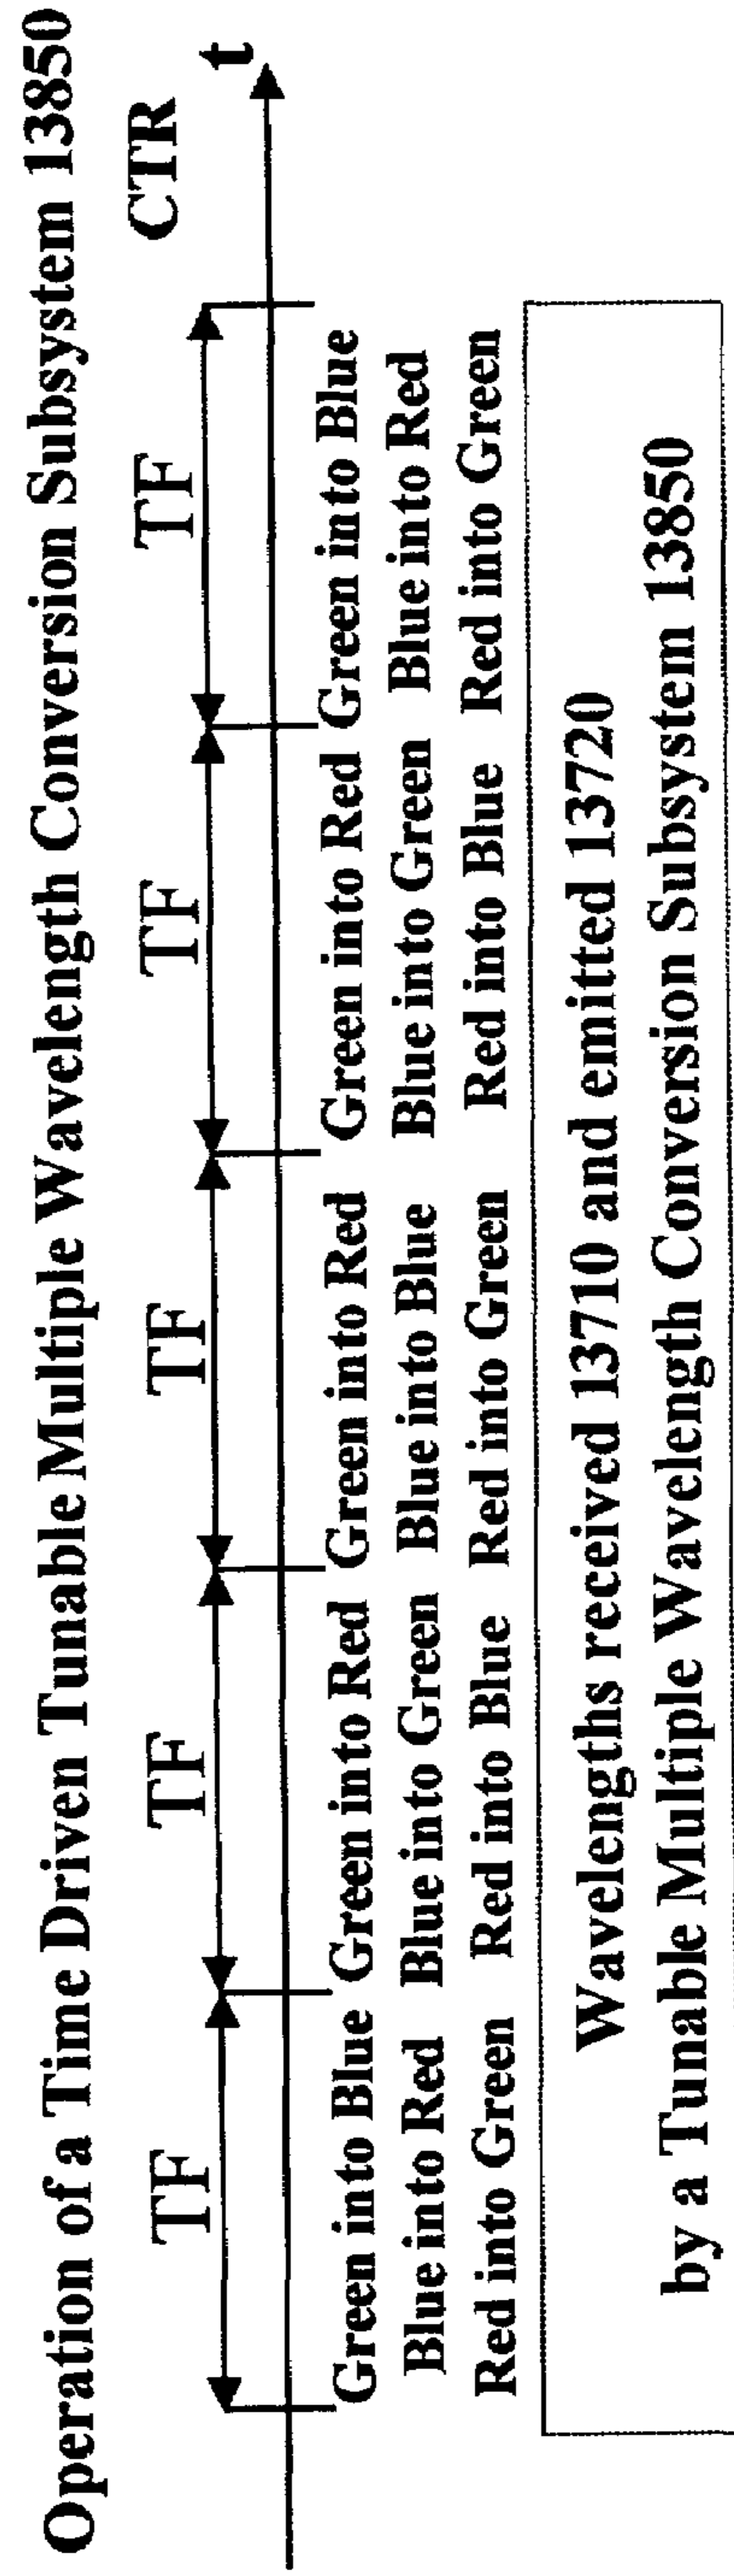 Operation of a Time Driven Tunable Multiple Wavelength Conversion Subsystem 13850
CTR
TF TF TF TF TF t
Green into Blue Green into Red Green into Red Green into Red Green into Blue
Blue into Red Blue into Green Blue into Blue Blue into Green Blue into Red
Red into Green Red into Blue Red into Green Red into Blue Red into Green
Wavelengths received 13710 and emitted 13720
by a Tunable Multiple Wavelength Conversion Subsystem 13850